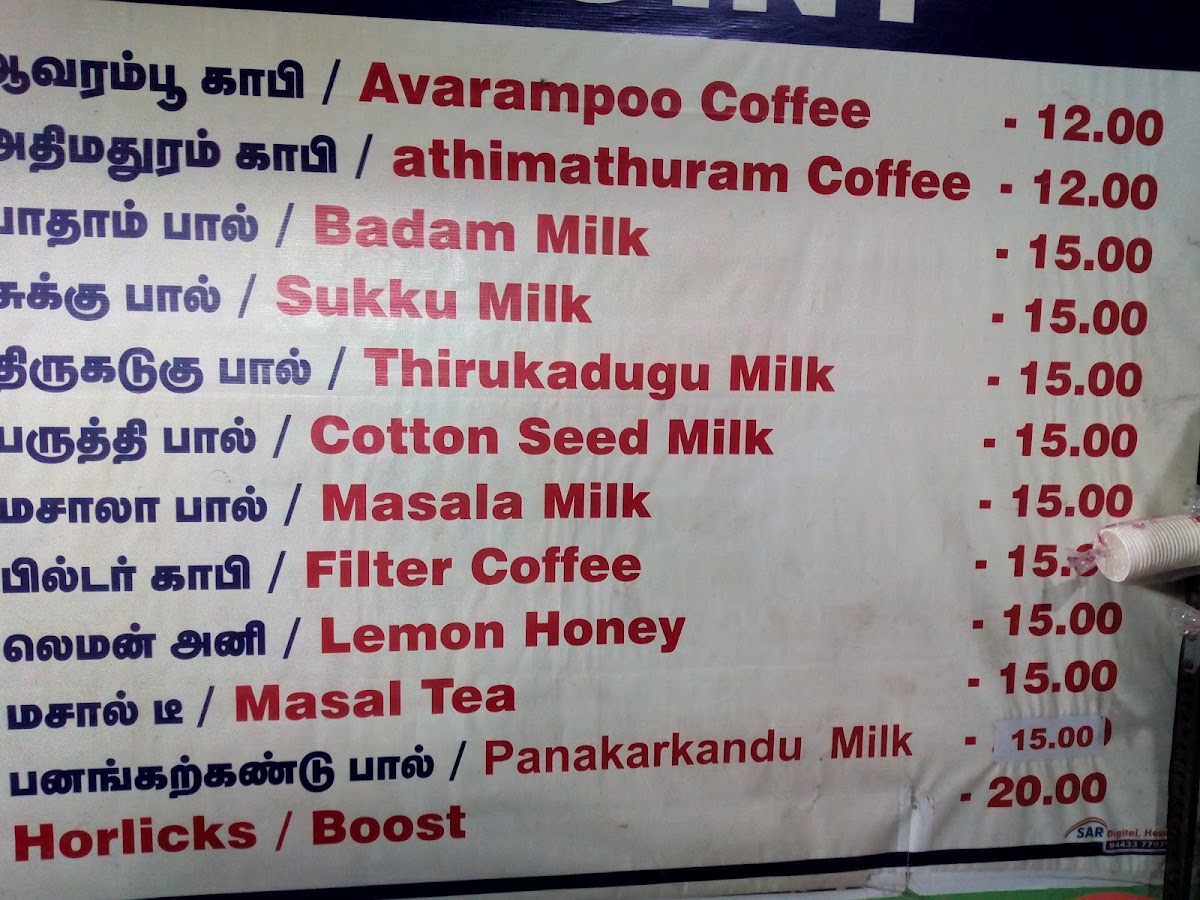 ஆவரம்பூ காபி / Avarampoo Coffee - 12.00
அதிமதுரம் காபி / athimathuram Coffee - 12.00
பாதாம் பால் / Badam Milk - 15.00
சுக்கு பால் / Sukku Milk - 15.00
திருகடுகு பால் / Thirukadugu Milk - 15.00
பருத்தி பால் / Cotton Seed Milk - 15.00
மசாலா பால் / Masala Milk - 15.00
பில்டர் காபி / Filter Coffee - 15.
லெமன் அனி / Lemon Honey - 15.00
மசால் டீ / Masal Tea - 15.00
பனங்கற்கண்டு பால் / Panakarkandu Milk - 15.00
Horlicks / Boost - 20.00
SAR Digital,